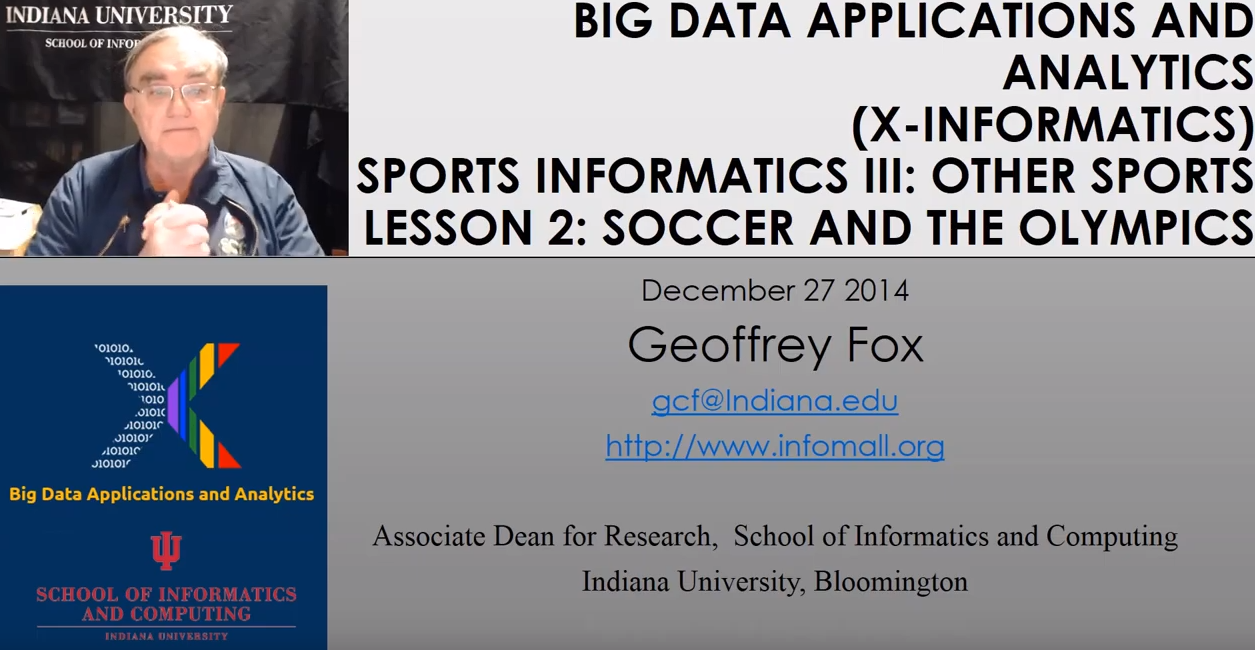 INDIANA UNIVERSITY
SCHOOL OF INFOR
BIG DATA APPLICATIONS AND
ANALYTICS
(X-INFORMATICS)
SPORTS INFORMATICS III: OTHER SPORTS
LESSON 2: SOCCER AND THE OLYMPICS
December 27 2014
Geoffrey Fox
gcf@Indiana.edu
http://www.infomall.org
Associate Dean for Research, School of Informatics and Computing
Indiana University, Bloomington
Big Data Applications and Analytics
SCHOOL OF INFORMATICS
AND COMPUTING
INDIANA UNIVERSITY